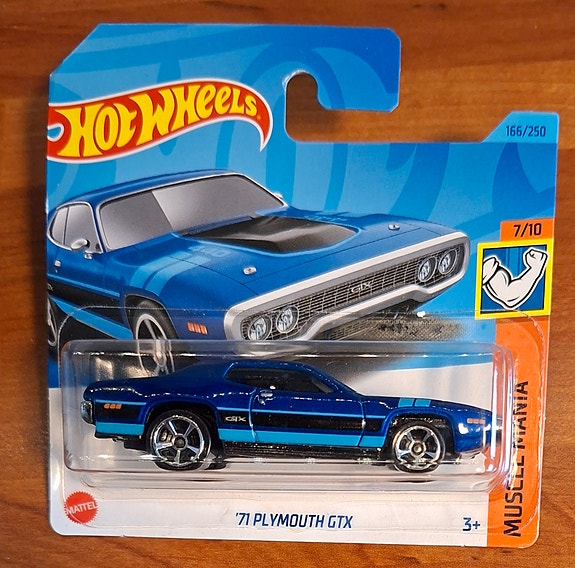 HOT WHEELS
166/250
7/10
GTX
GTX
MUSCLE MANIA
MATTEL
'71 PLYMOUTH GTX
3+